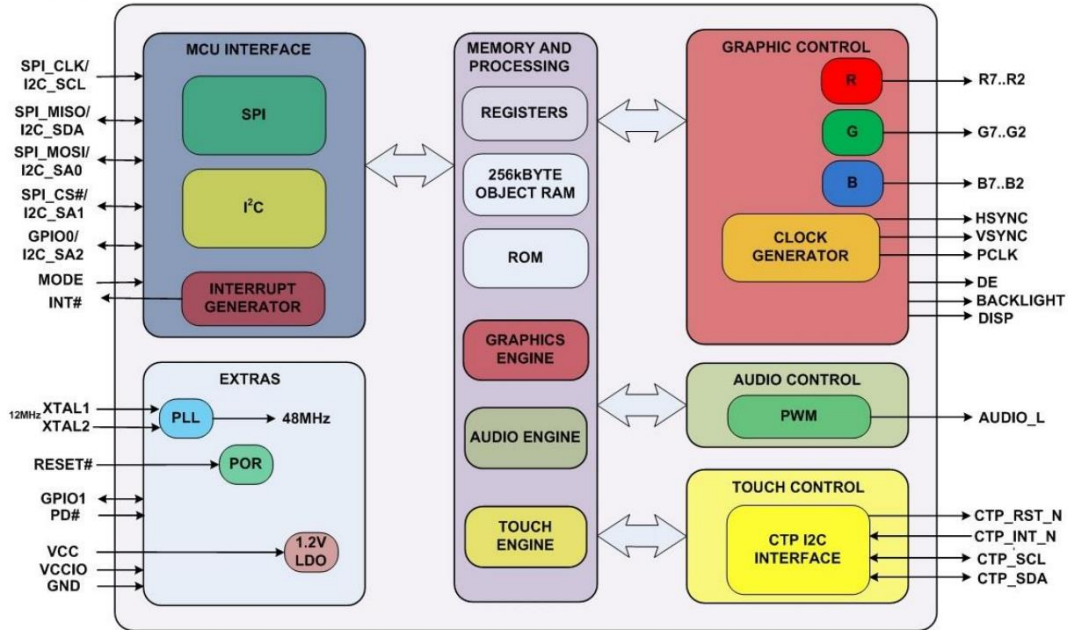 SPI_CLK/
I2C_SCL
SPI_MISO/
I2C_SDA
SPI_MOSI/
I2C_SA0
SPI_CS#/
I2C_SA1
GPIO0/
I2C_SA2
MODE
INT#
MCU INTERFACE
SPI
I²C
INTERRUPT
GENERATOR
EXTRAS
12MHz
XTAL1
XTAL2
PLL
48MHz
RESET#
POR
GPIO1
PD#
VCC
VCCIO
GND
1.2V
LDO
MEMORY AND
PROCESSING
REGISTERS
256kBYTE
OBJECT RAM
ROM
GRAPHICS
ENGINE
AUDIO ENGINE
TOUCH
ENGINE
GRAPHIC CONTROL
R
G
B
CLOCK
GENERATOR
R7..R2
G7..G2
B7..B2
HSYNC
VSYNC
PCLK
DE
BACKLIGHT
DISP
AUDIO CONTROL
PWM
AUDIO_L
TOUCH CONTROL
CTP I2C
INTERFACE
CTP_RST_N
CTP_INT_N
CTP_SCL
CTP_SDA